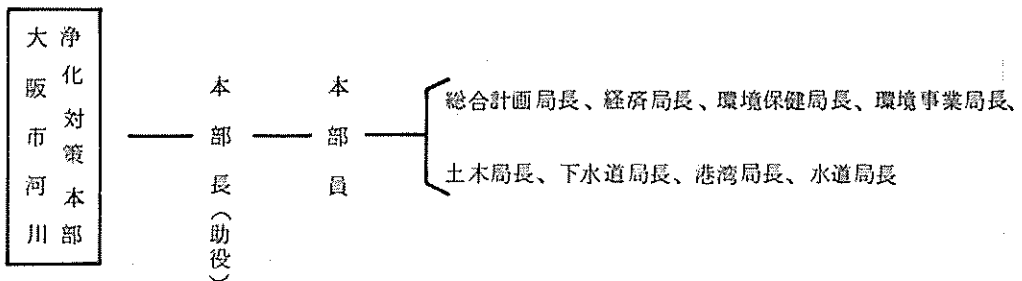 大阪市河川
浄化対策本部
本部長（助役）
本部員
総合計画局長、経済局長、環境保健局長、環境事業局長、
土木局長、下水道局長、港湾局長、水道局長